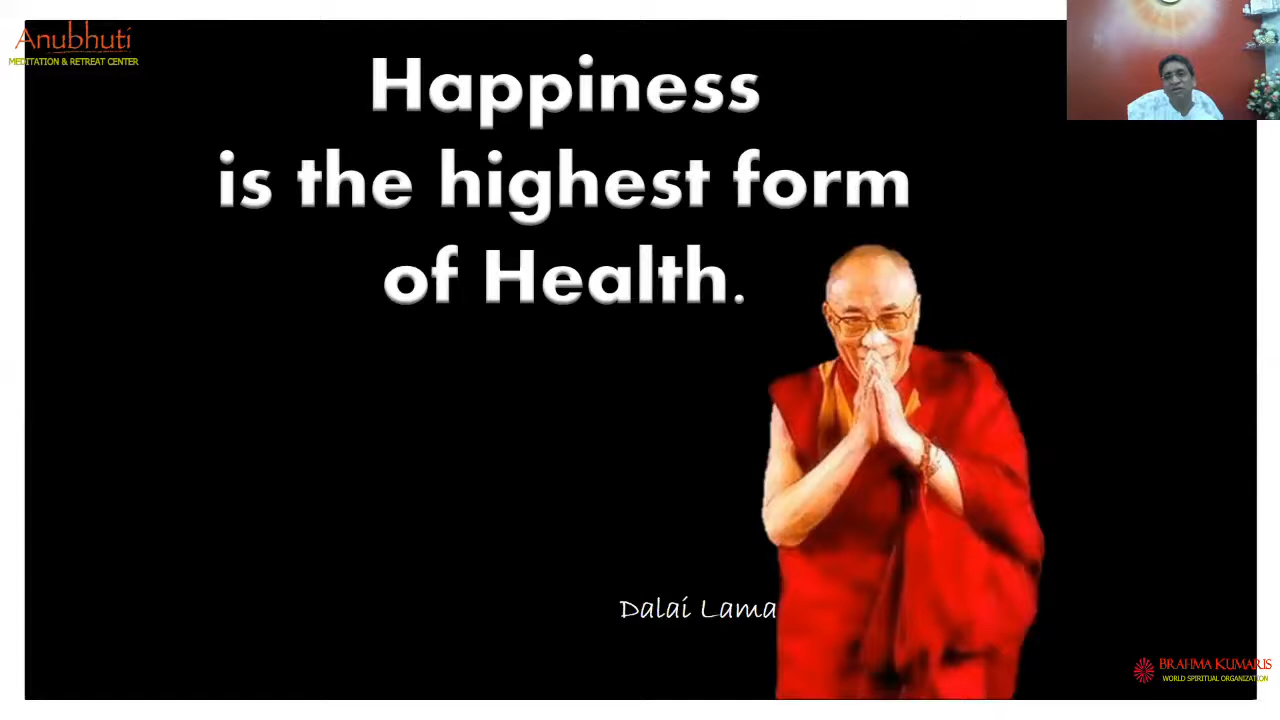 Anubhuti
MEDITATION & RETREAT CENTER
Happiness
is the highest form
of Health.
Dalai Lama
BRAHMA KUMARIS
WORLD SPIRITUAL ORGANIZATION